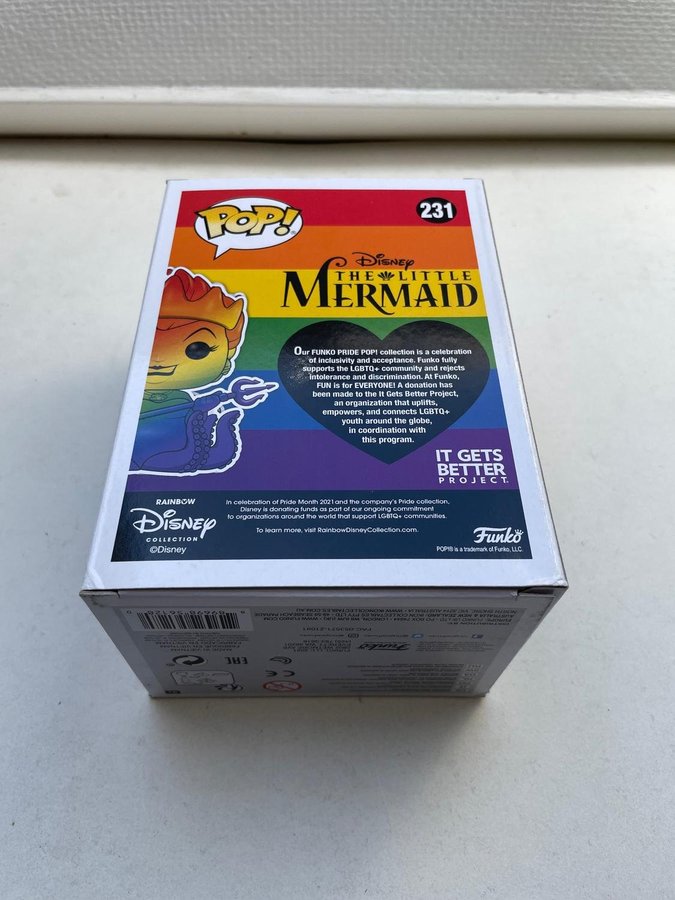 POP!
231
Disney
THE LITTLE
MERMAID
Our FUNKO PRIDE POP! collection is a celebration
of inclusivity and acceptance. Funko fully
supports the LGBTQ+ community and rejects
intolerance and discrimination. At Funko,
FUN is for EVERYONE! A donation has
been made to the It Gets Better Project,
an organization that uplifts,
empowers, and connects LGBTQ+
youth around the globe,
in coordination with
this program.
IT GETS
BETTER
PROJECT.
RAINBOW
Disney
COLLECTION
©Disney
In celebration of Pride Month 2021 and the company's Pride collection,
Disney is donating funds as part of our ongoing commitment
to organizations around the world that support LGBTQ+ communities.
To learn more, visit RainbowDisneyCollection.com.
Funko
POP!® is a trademark of Funko, LLC.
Funko
CE
EAC